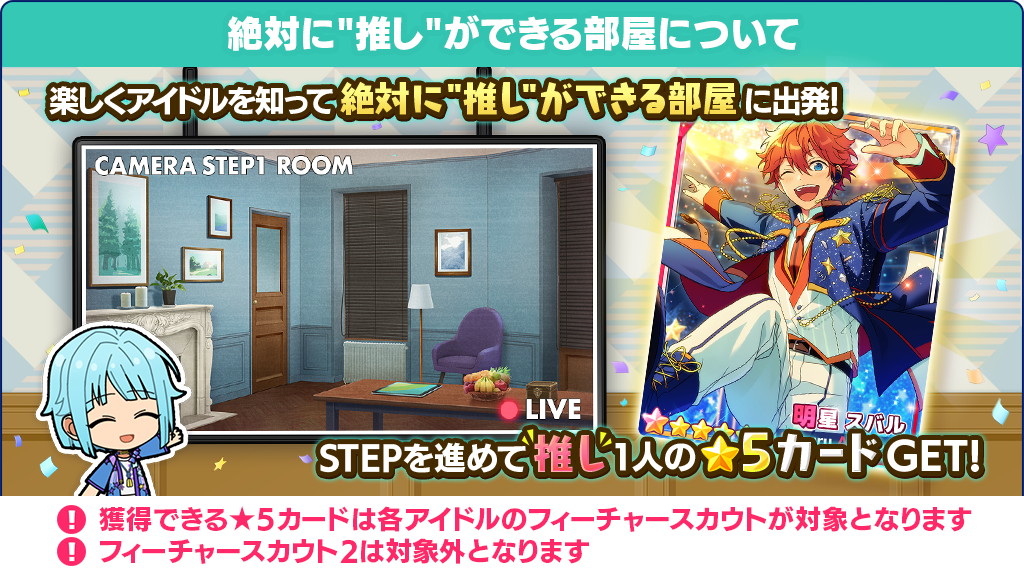 絶対に"推し"ができる部屋について
楽しくアイドルを知って絶対に"推し"ができる部屋に出発!
CAMERA STEP1 ROOM
明星 スバル
LIVE
STEPを進めて推し1人の★5カードGET!
! 獲得できる★5カードは各アイドルのフィーチャースカウトが対象となります
! フィーチャースカウト2は対象外となります